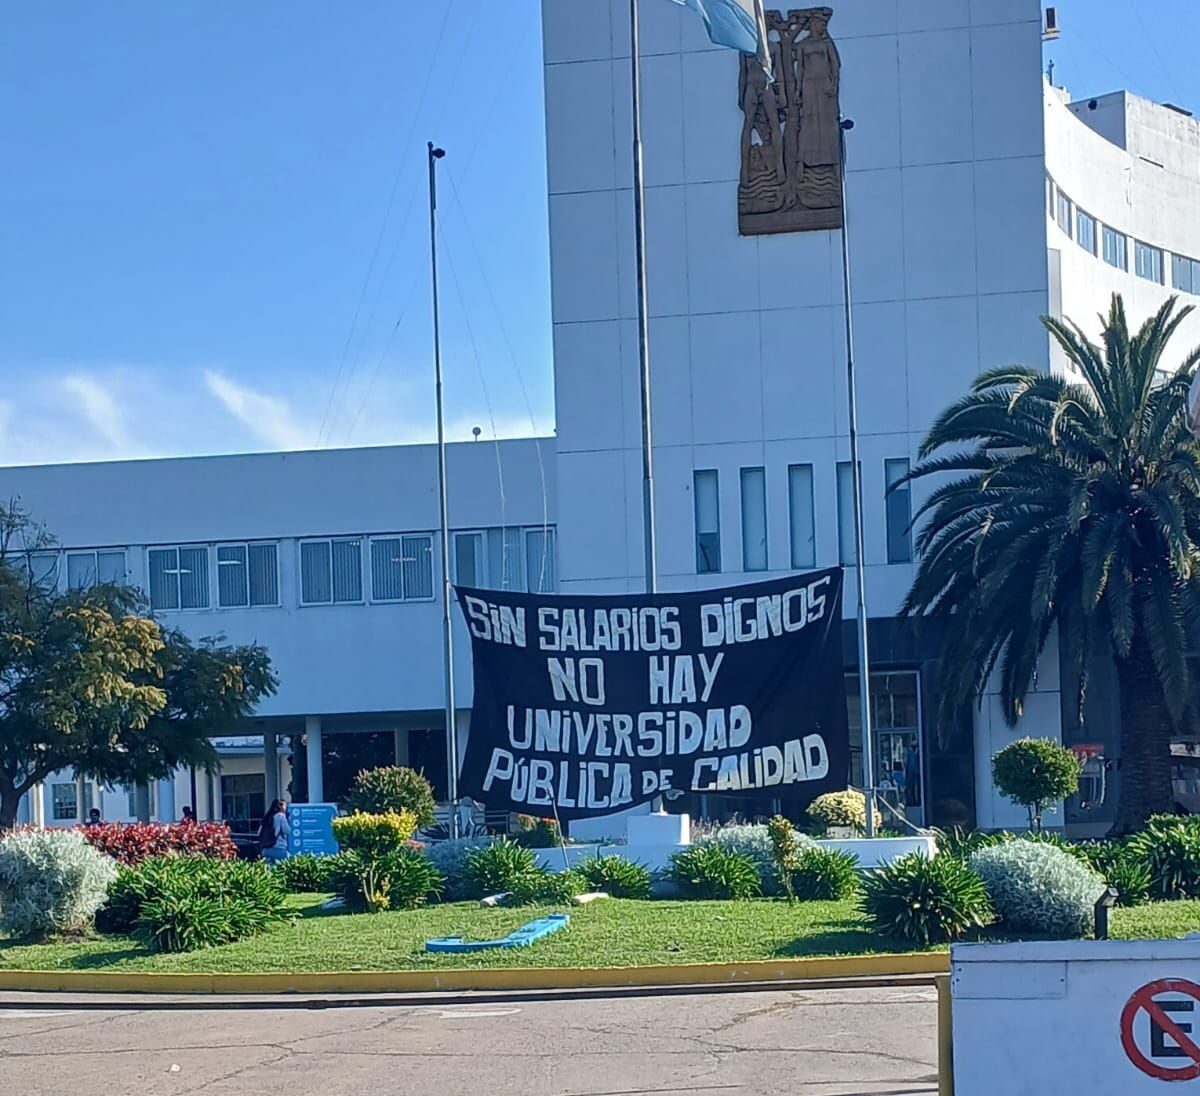 SiN SALARiOS DiGNOS
NO HAY
UNiVERSiDAD
PÚBLiCA DE CALiDAD
E